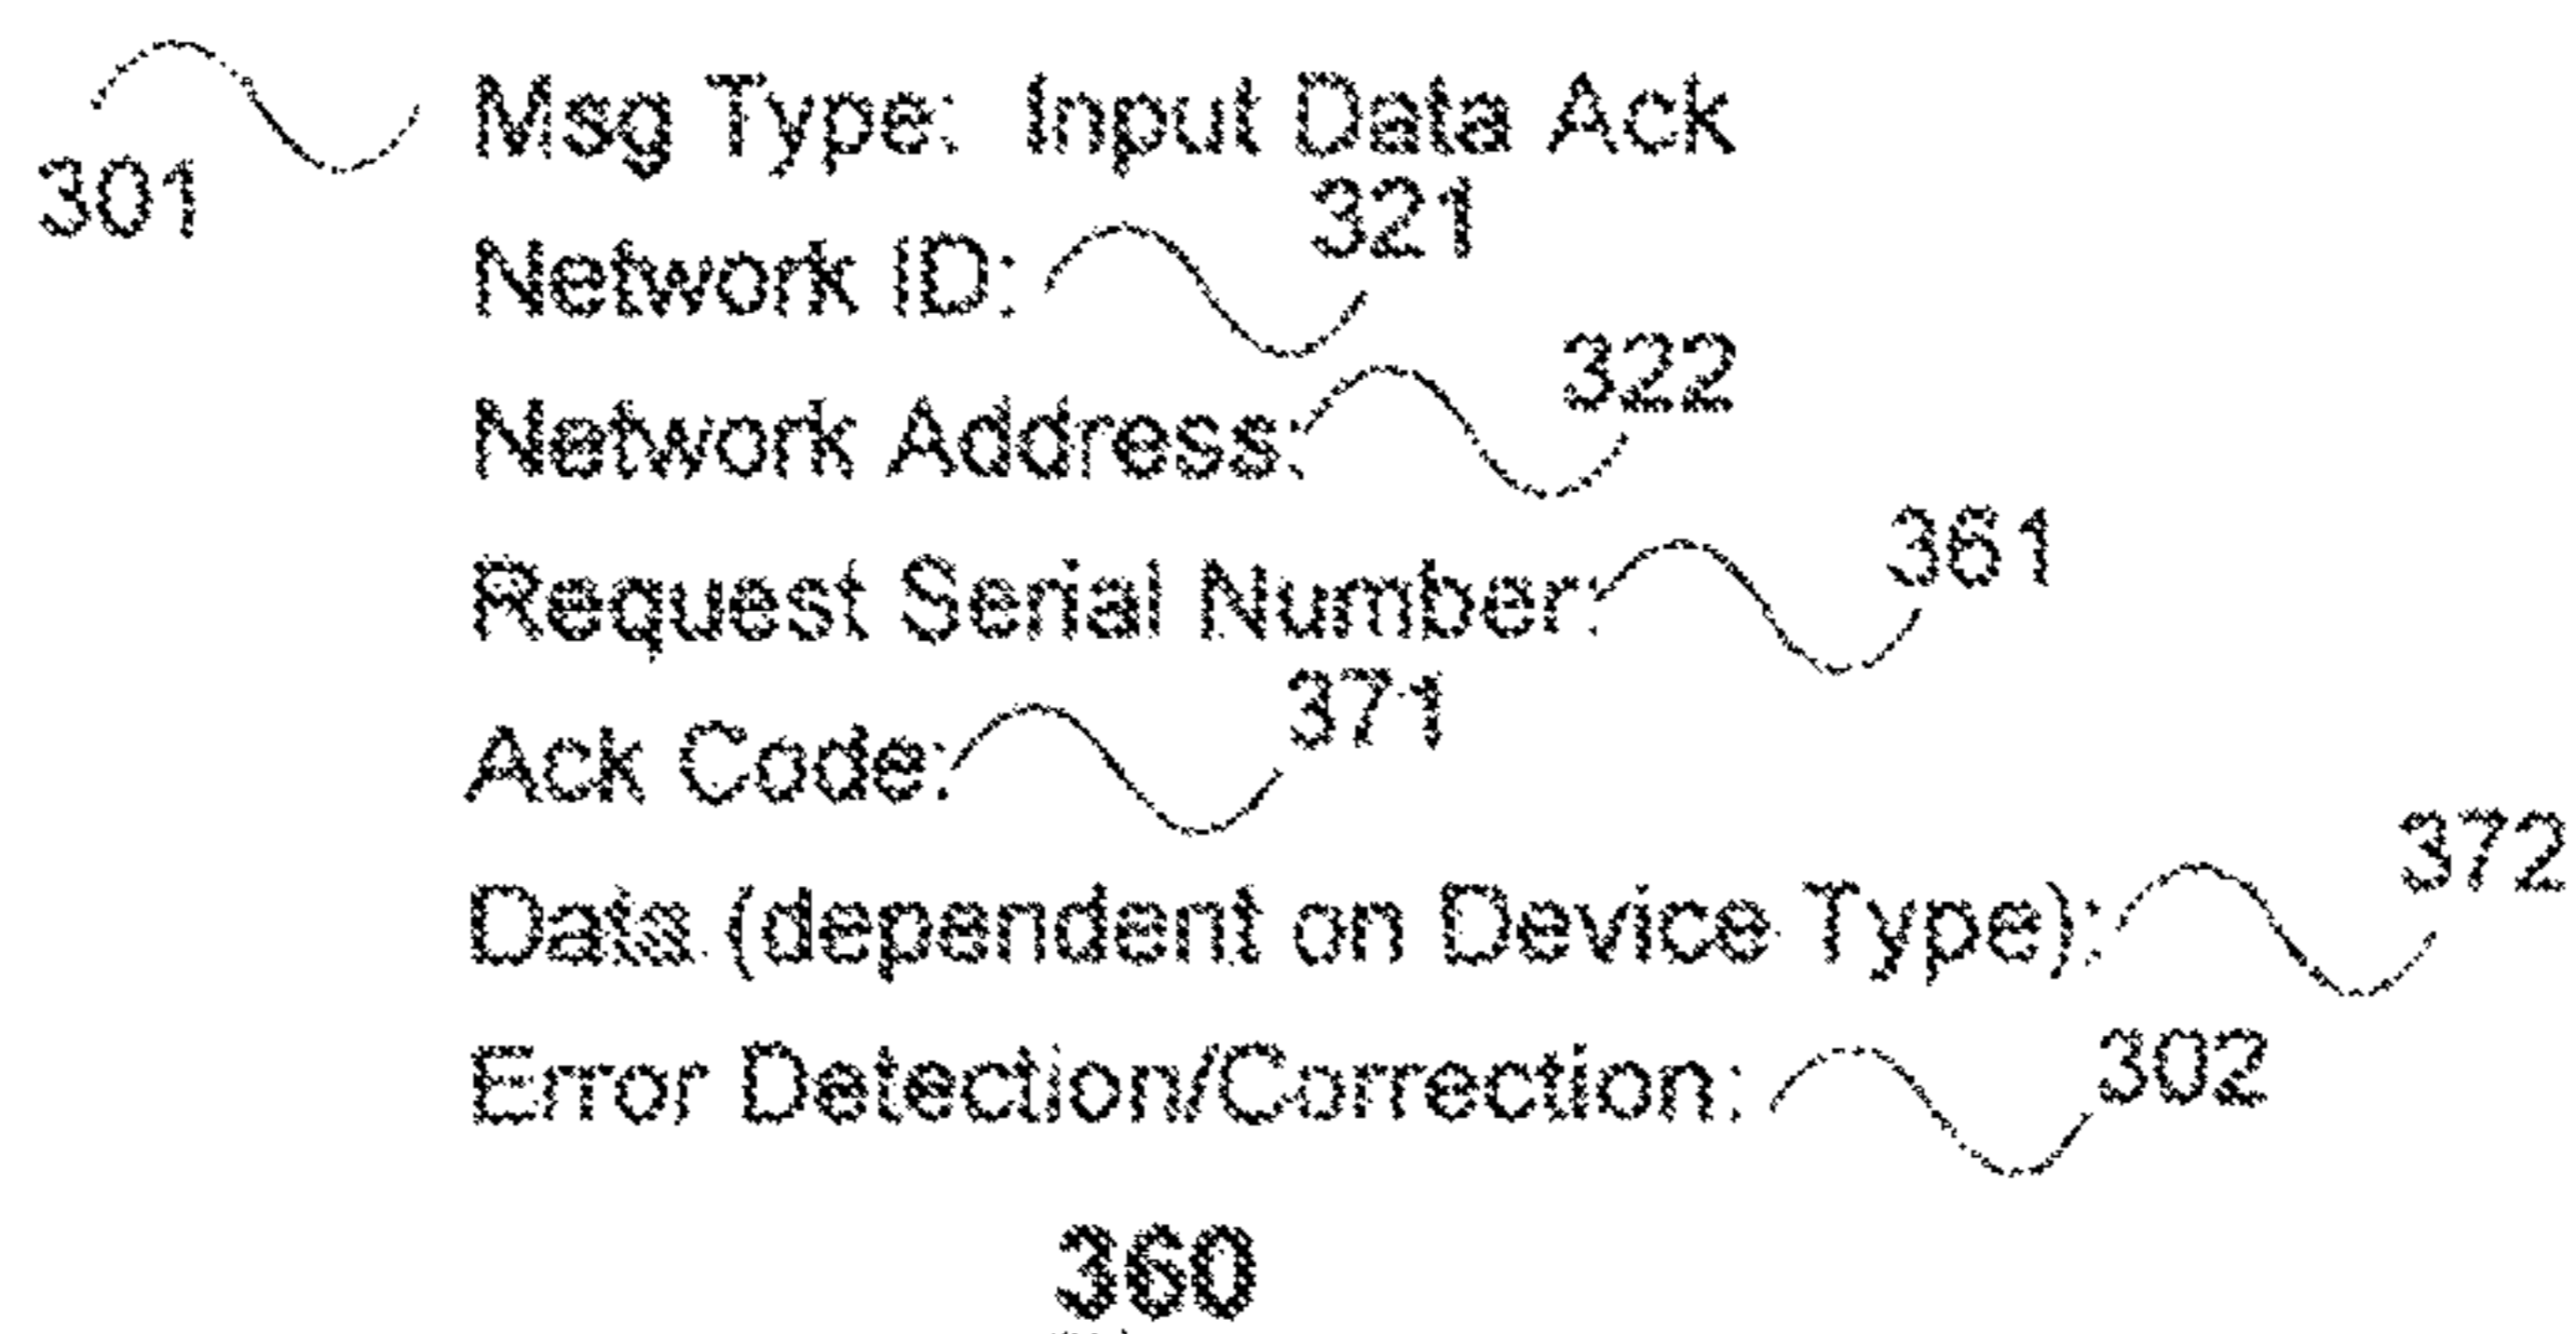 301 Msg Type: Input Data Ack
Network ID: 321
Network Address: 322
Request Serial Number: 361
Ack Code: 371
Data (dependent on Device Type): 372
Error Detection/Correction: 302
360